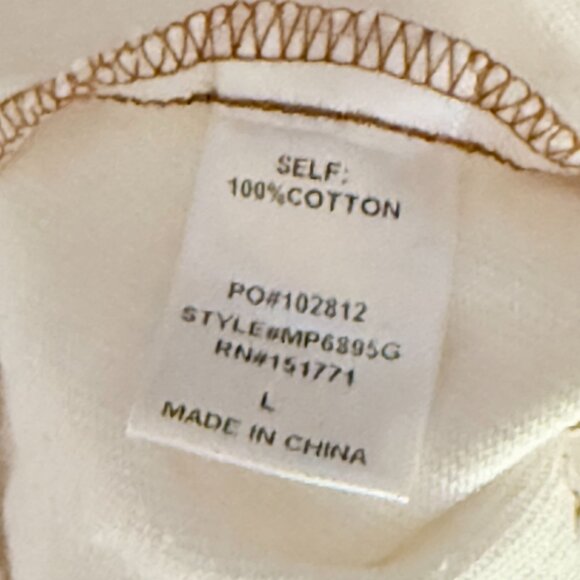 SELF:
100%COTTON
PO#102812
STYLE#MP6895G
RN#151771
L
MADE IN CHINA